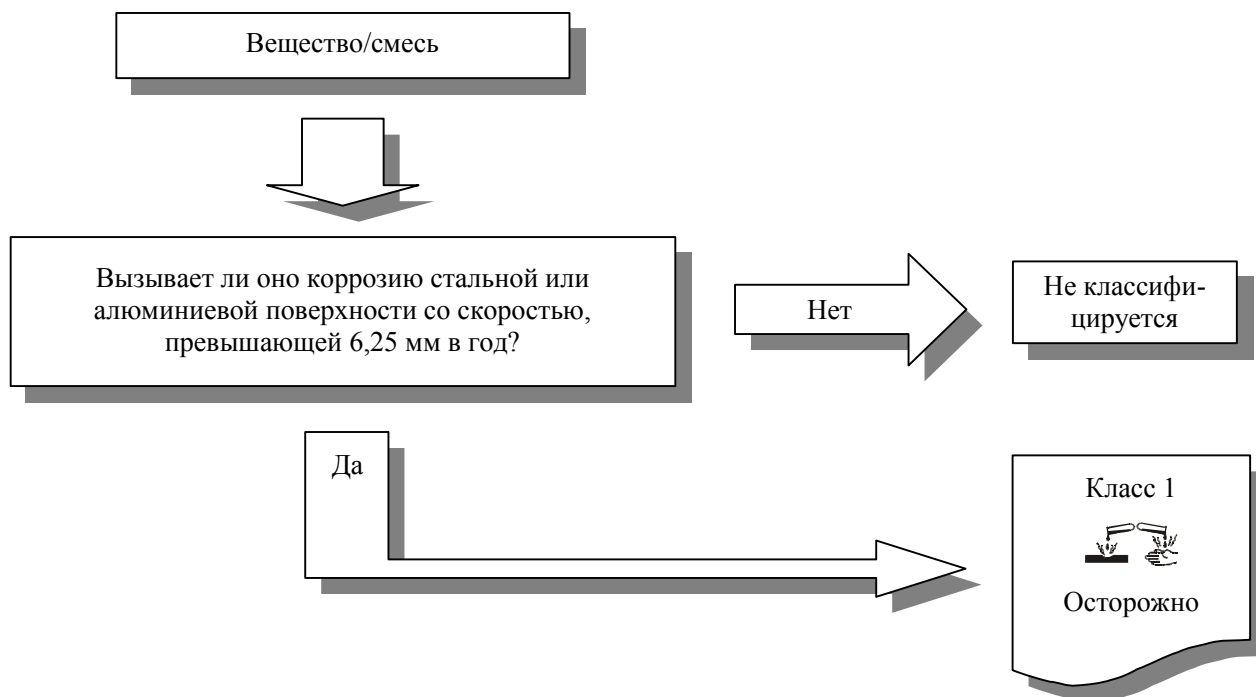 Вещество/смесь
Вызывает ли оно коррозию стальной или
алюминиевой поверхности со скоростью,
превышающей 6,25 мм в год?
Нет
Не классифи-
цируется
Да
Класс 1
Осторожно